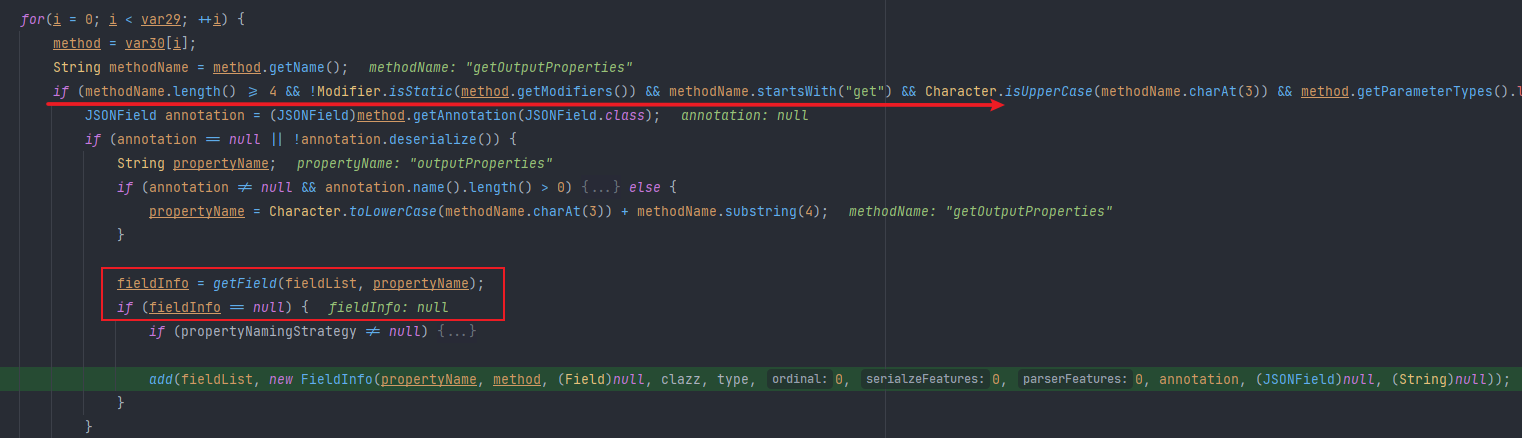 for(i = 0; i < var29; ++i) {
method = var30[i];
String methodName = method.getName(); methodName: "getOutputProperties"
if (methodName.length() >= 4 && !Modifier.isStatic(method.getModifiers()) && methodName.startsWith("get") && Character.isUpperCase(methodName.charAt(3)) && method.getParameterTypes().l
JSONField annotation = (JSONField)method.getAnnotation(JSONField.class); annotation: null
if (annotation == null || !annotation.deserialize()) {
String propertyName; propertyName: "outputProperties"
if (annotation != null && annotation.name().length() > 0) {...} else {
propertyName = Character.toLowerCase(methodName.charAt(3)) + methodName.substring(4); methodName: "getOutputProperties"
}
fieldInfo = getField(fieldList, propertyName);
if (fieldInfo == null) { fieldInfo: null
if (propertyNamingStrategy != null) {...}
add(fieldList, new FieldInfo(propertyName, method, (Field)null, clazz, type, ordinal: 0, serialzeFeatures: 0, parserFeatures: 0, annotation, (JSONField)null, (String)null));
}
}